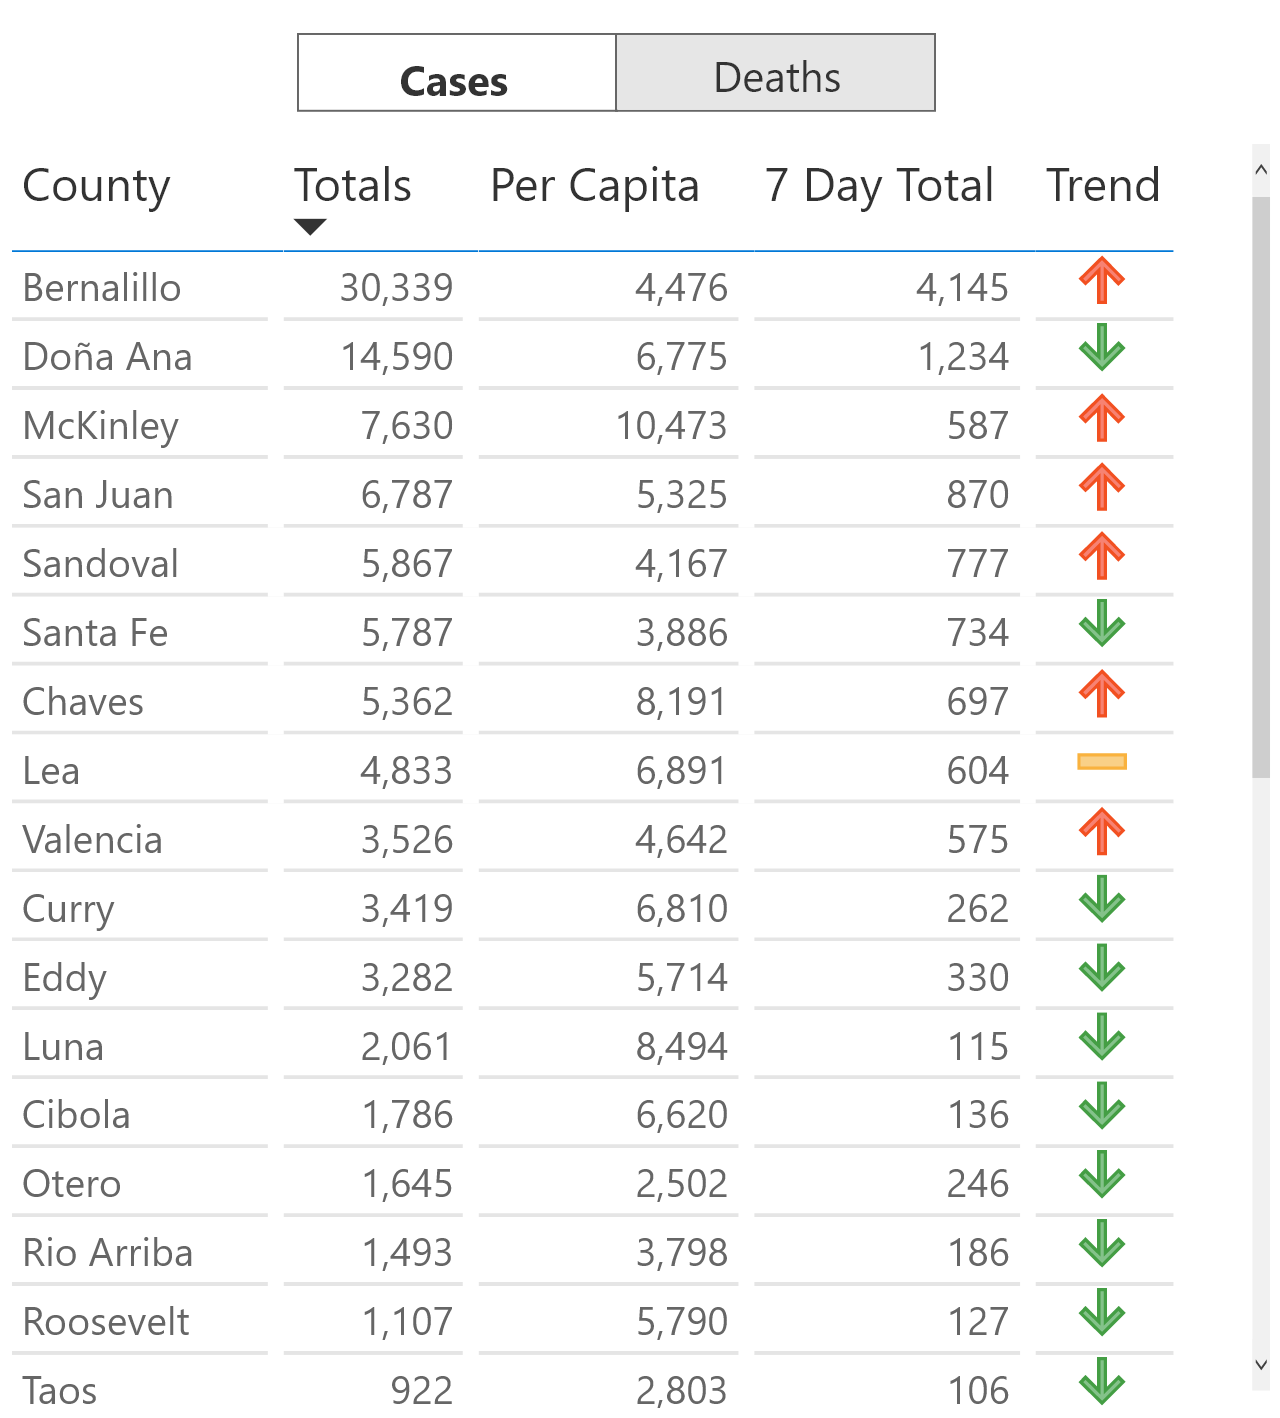 Cases Deaths
County Totals Per Capita 7 Day Total Trend
Bernalillo 30,339 4,476 4,145
Doña Ana 14,590 6,775 1,234
McKinley 7,630 10,473 587
San Juan 6,787 5,325 870
Sandoval 5,867 4,167 777
Santa Fe 5,787 3,886 734
Chaves 5,362 8,191 697
Lea 4,833 6,891 604
Valencia 3,526 4,642 575
Curry 3,419 6,810 262
Eddy 3,282 5,714 330
Luna 2,061 8,494 115
Cibola 1,786 6,620 136
Otero 1,645 2,502 246
Rio Arriba 1,493 3,798 186
Roosevelt 1,107 5,790 127
Taos 922 2,803 106